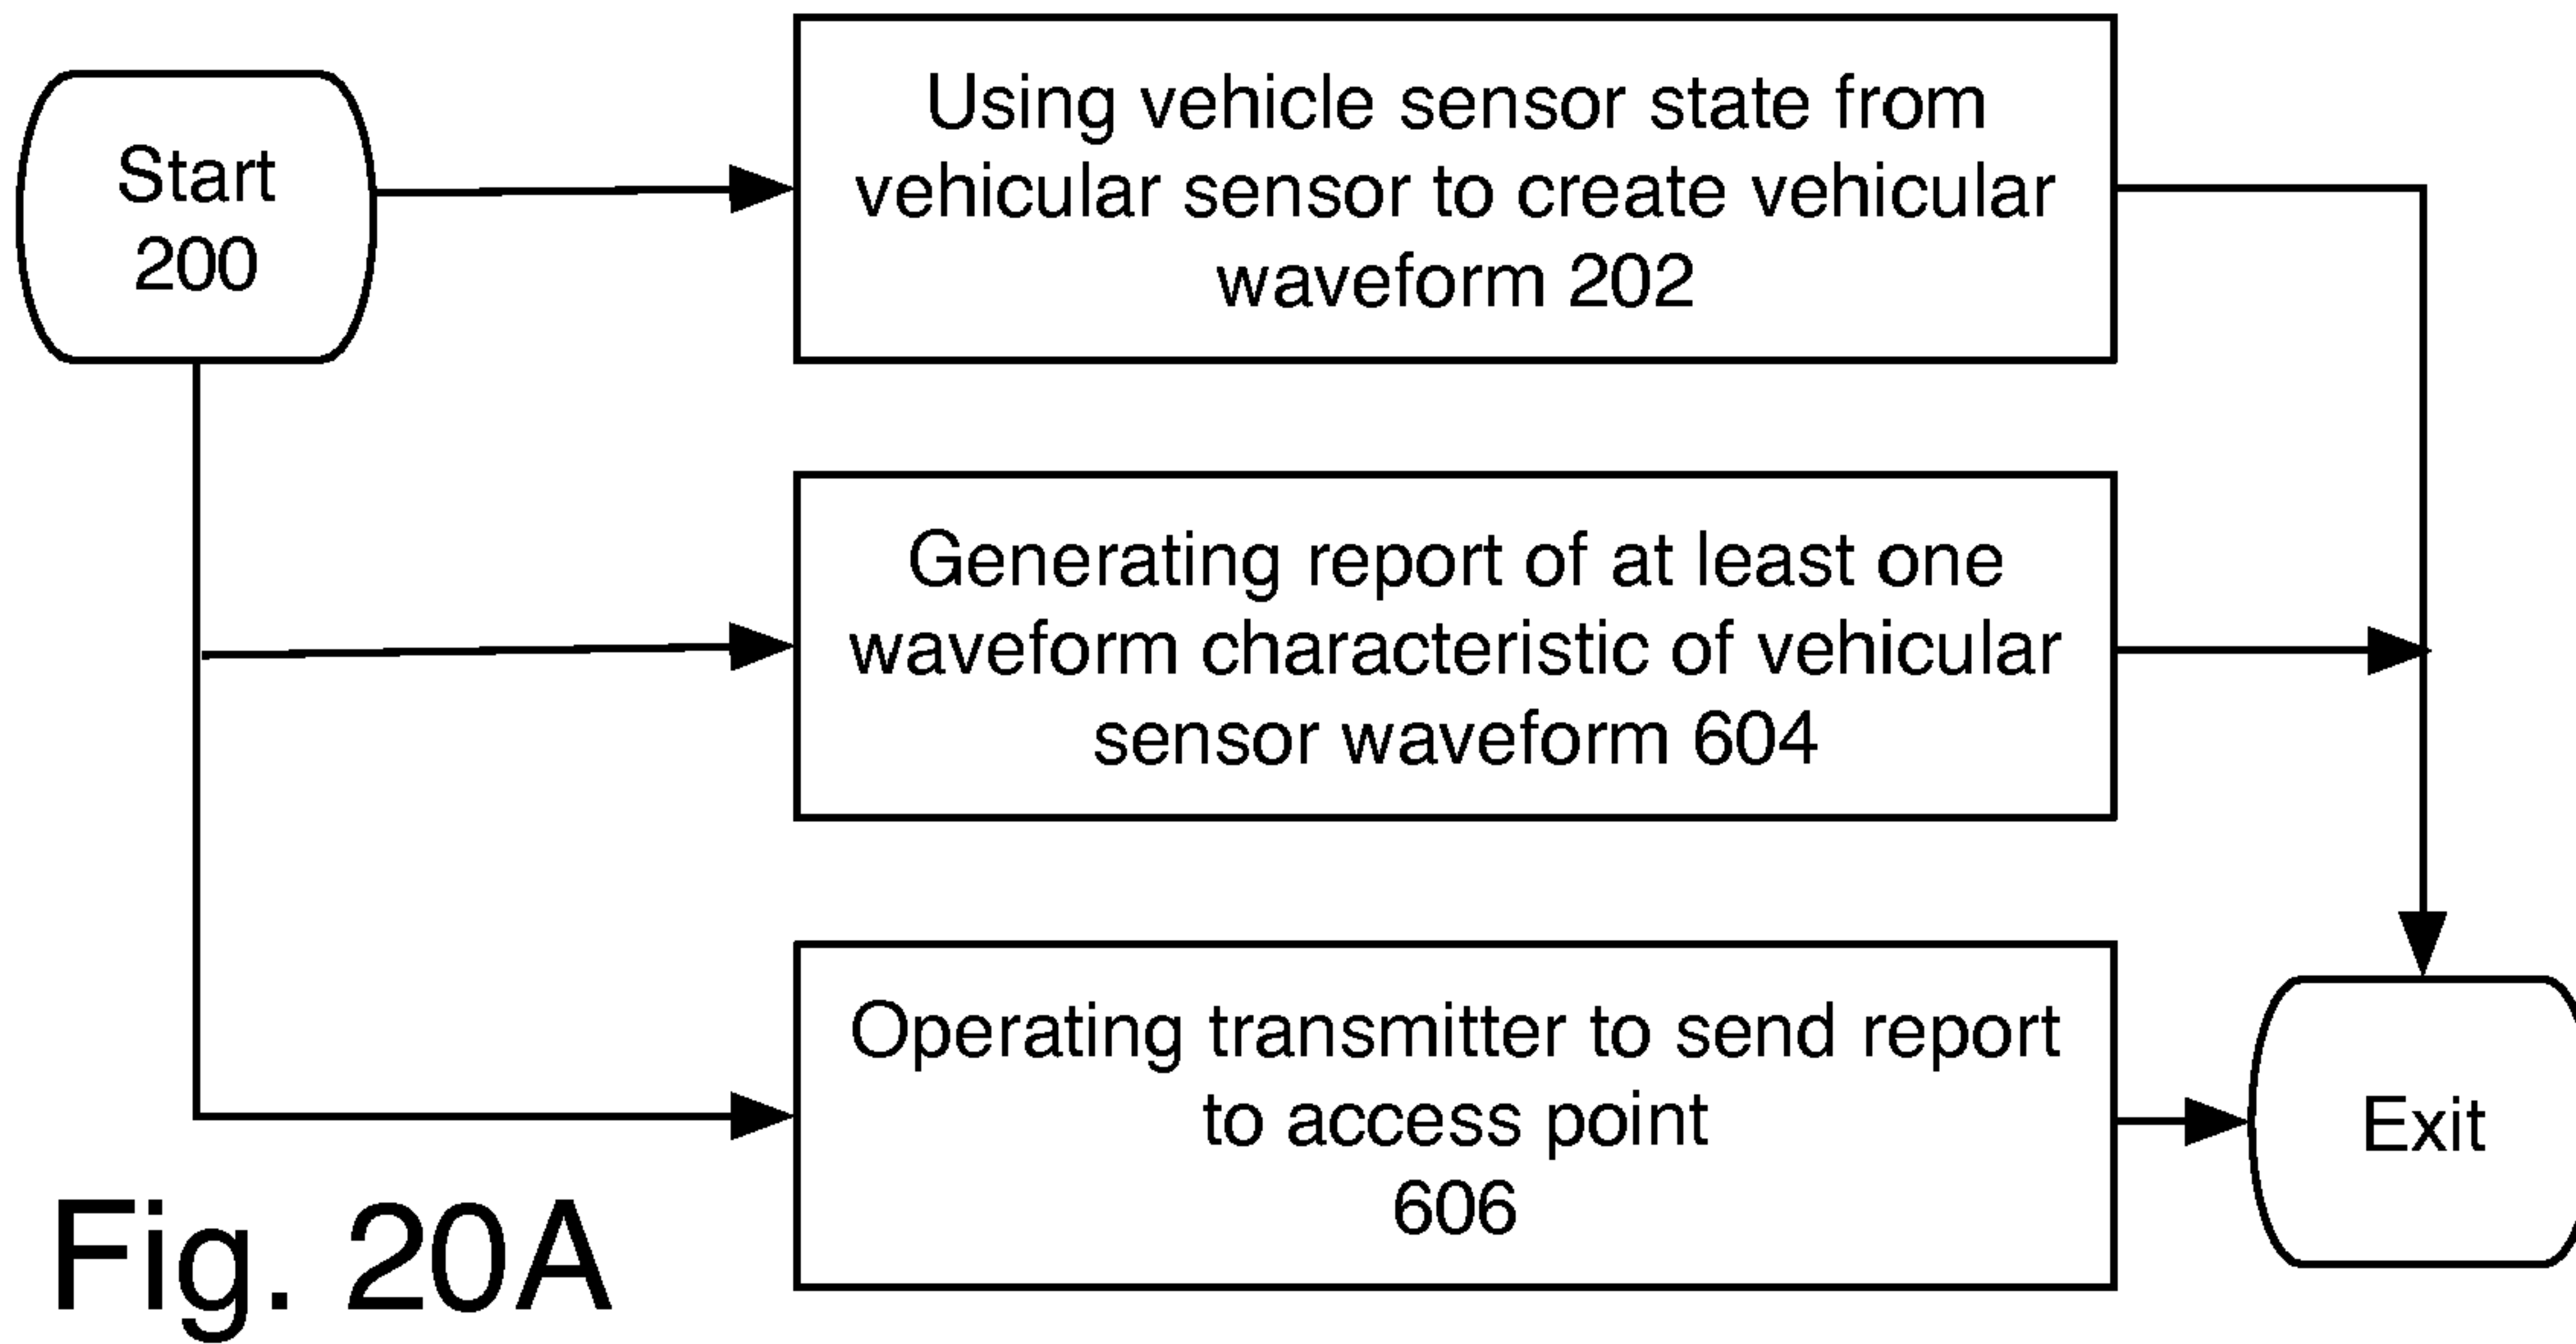 Start
200
Using vehicle sensor state from
vehicular sensor to create vehicular
waveform 202
Generating report of at least one
waveform characteristic of vehicular
sensor waveform 604
Operating transmitter to send report
to access point
606
Exit
Fig. 20A